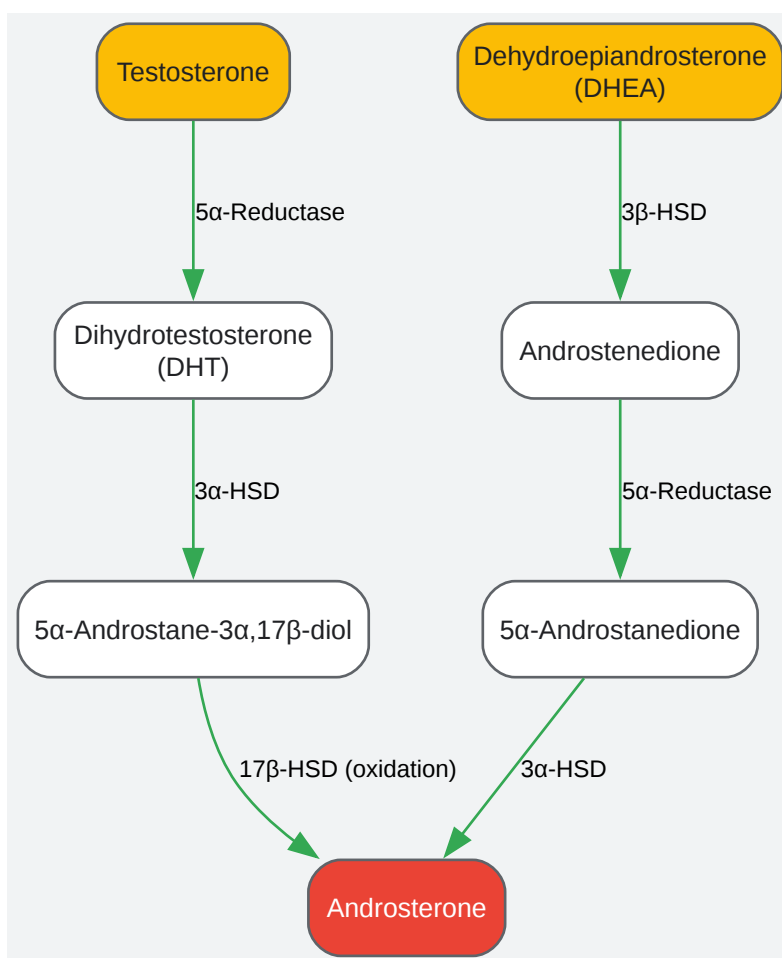 Testosterone
Dehydroepiandrosterone
(DHEA)
5α-Reductase
3β-HSD
Dihydrotestosterone
(DHT)
Androstenedione
3α-HSD
5α-Reductase
5α-Androstane-3α,17β-diol
5α-Androstanedione
17β-HSD (oxidation)
3α-HSD
Androsterone